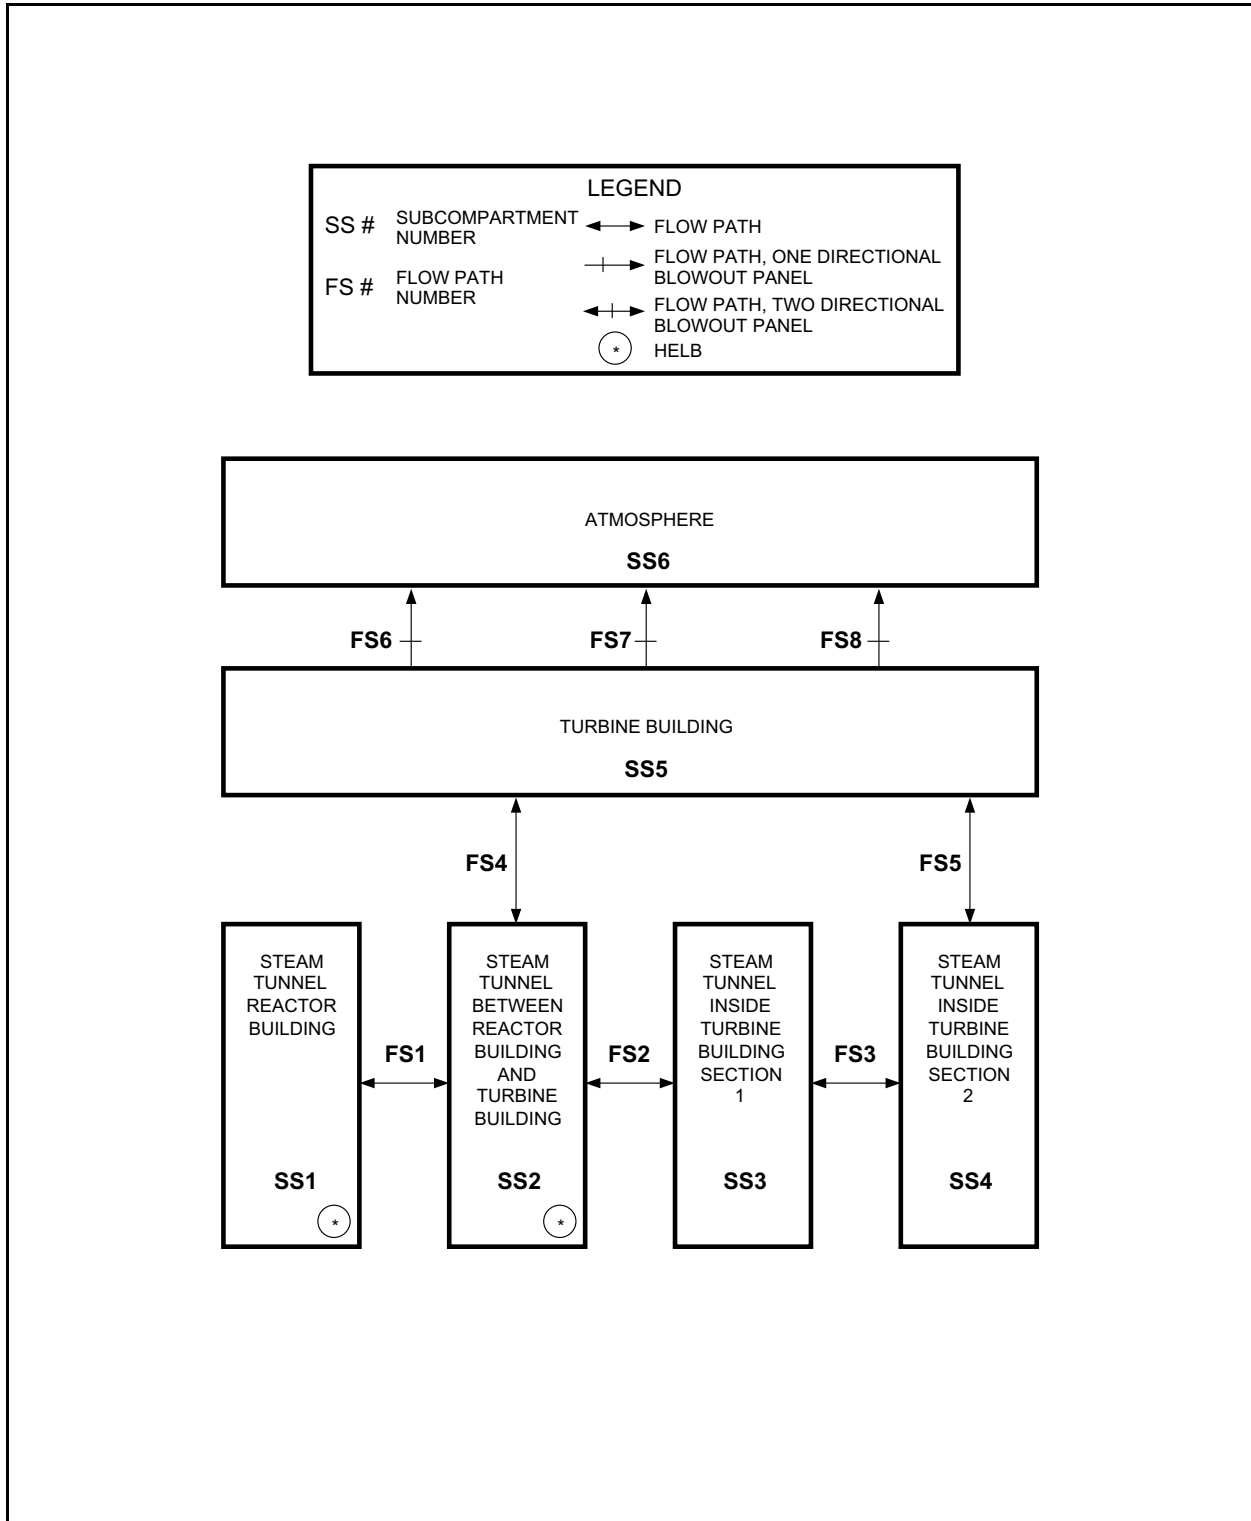 LEGEND
SS #
SUBCOMPARTMENT
NUMBER
FS #
FLOW PATH
NUMBER
FLOW PATH
FLOW PATH, ONE DIRECTIONAL
BLOWOUT PANEL
FLOW PATH, TWO DIRECTIONAL
BLOWOUT PANEL
*
HELB
ATMOSPHERE
SS6
FS6
FS7
FS8
TURBINE BUILDING
SS5
FS4
FS5
STEAM
TUNNEL
REACTOR
BUILDING
SS1
*
FS1
STEAM
TUNNEL
BETWEEN
REACTOR
BUILDING
AND
TURBINE
BUILDING
SS2
*
FS2
STEAM
TUNNEL
INSIDE
TURBINE
BUILDING
SECTION
1
SS3
FS3
STEAM
TUNNEL
INSIDE
TURBINE
BUILDING
SECTION
2
SS4